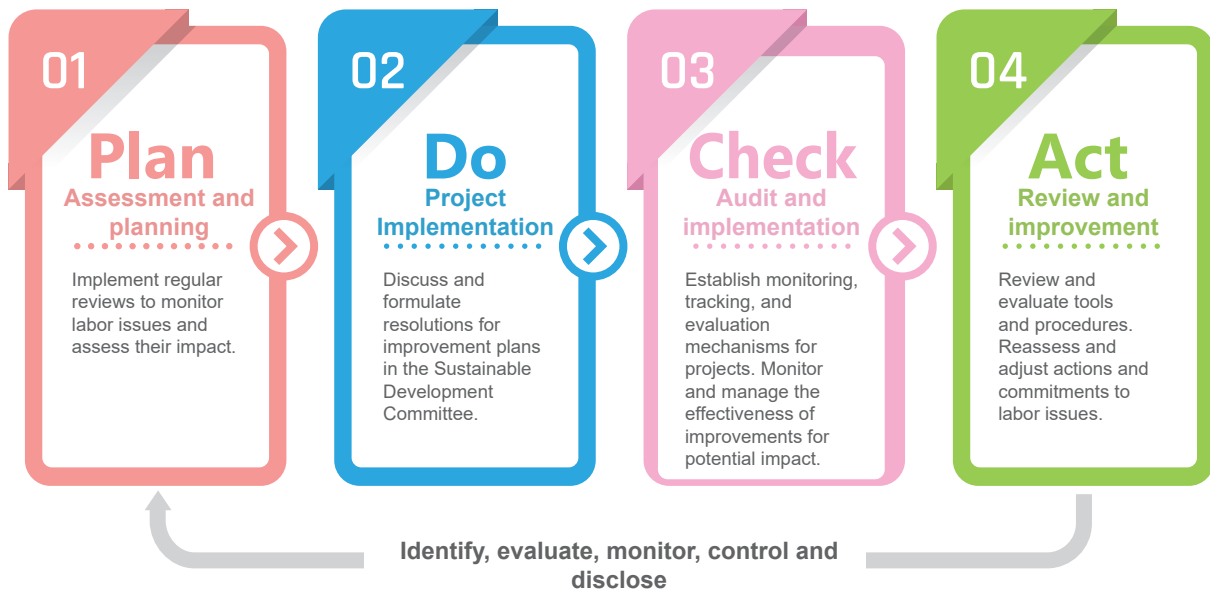 01
Plan
Assessment and
planning
Implement regular
reviews to monitor
labor issues and
assess their impact.
02
Do
Project
Implementation
Discuss and
formulate
resolutions for
improvement plans
in the Sustainable
Development
Committee.
03
Check
Audit and
implementation
Establish monitoring,
tracking, and
evaluation
mechanisms for
projects. Monitor
and manage the
effectiveness of
improvements for
potential impact.
04
Act
Review and
improvement
Review and
evaluate tools
and procedures.
Reassess and
adjust actions and
commitments to
labor issues.
Identify, evaluate, monitor, control and
disclose